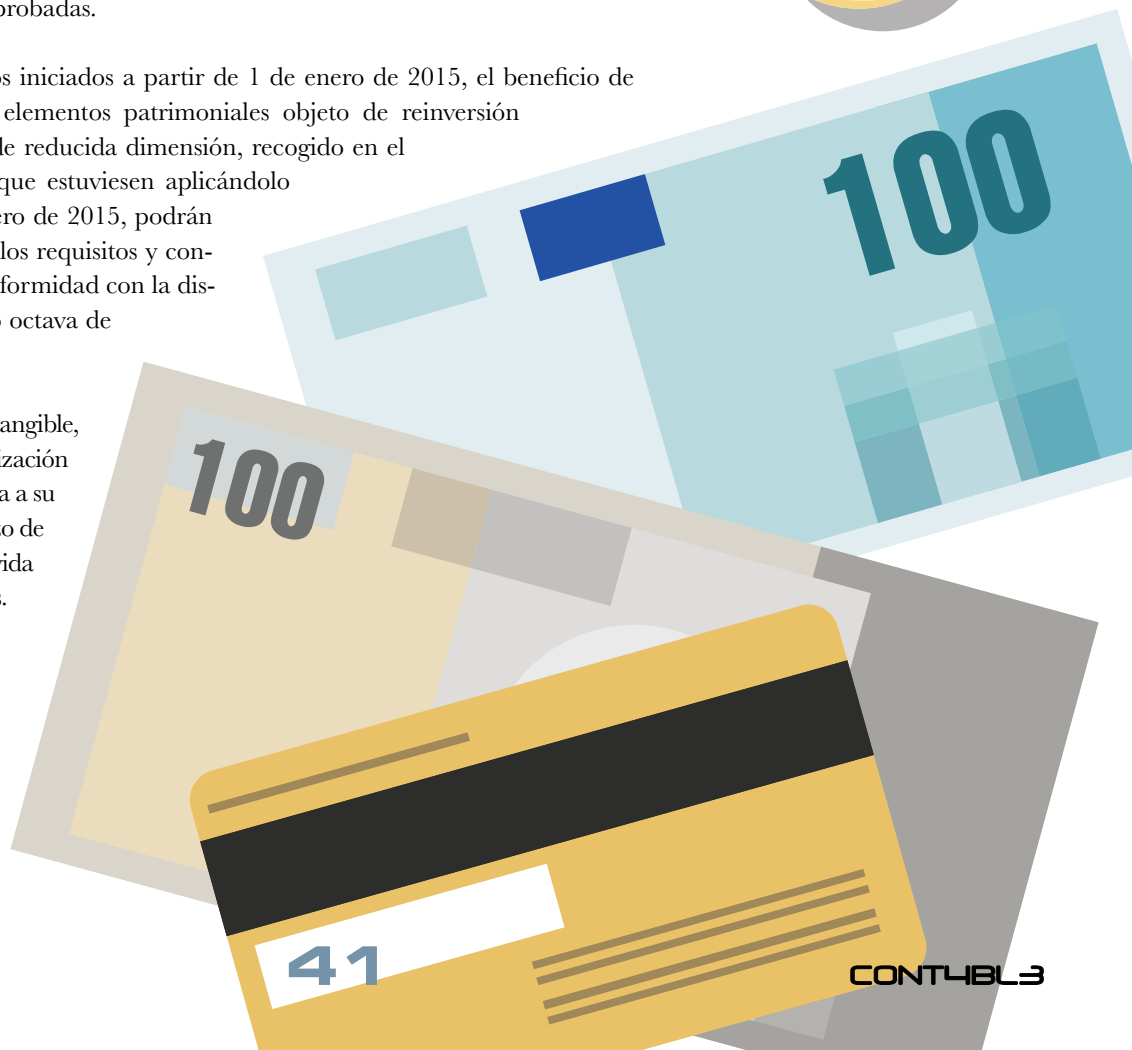 probadas.
s iniciados a partir de 1 de enero de 2015, el beneficio de
elementos patrimoniales objeto de reinversión
de reducida dimensión, recogido en el
que estuviesen aplicándolo
ero de 2015, podrán
los requisitos y con-
formidad con la dis-
octava de
angible,
ización
a a su
zo de
vida
s.
100
100
41
CONT4BL3